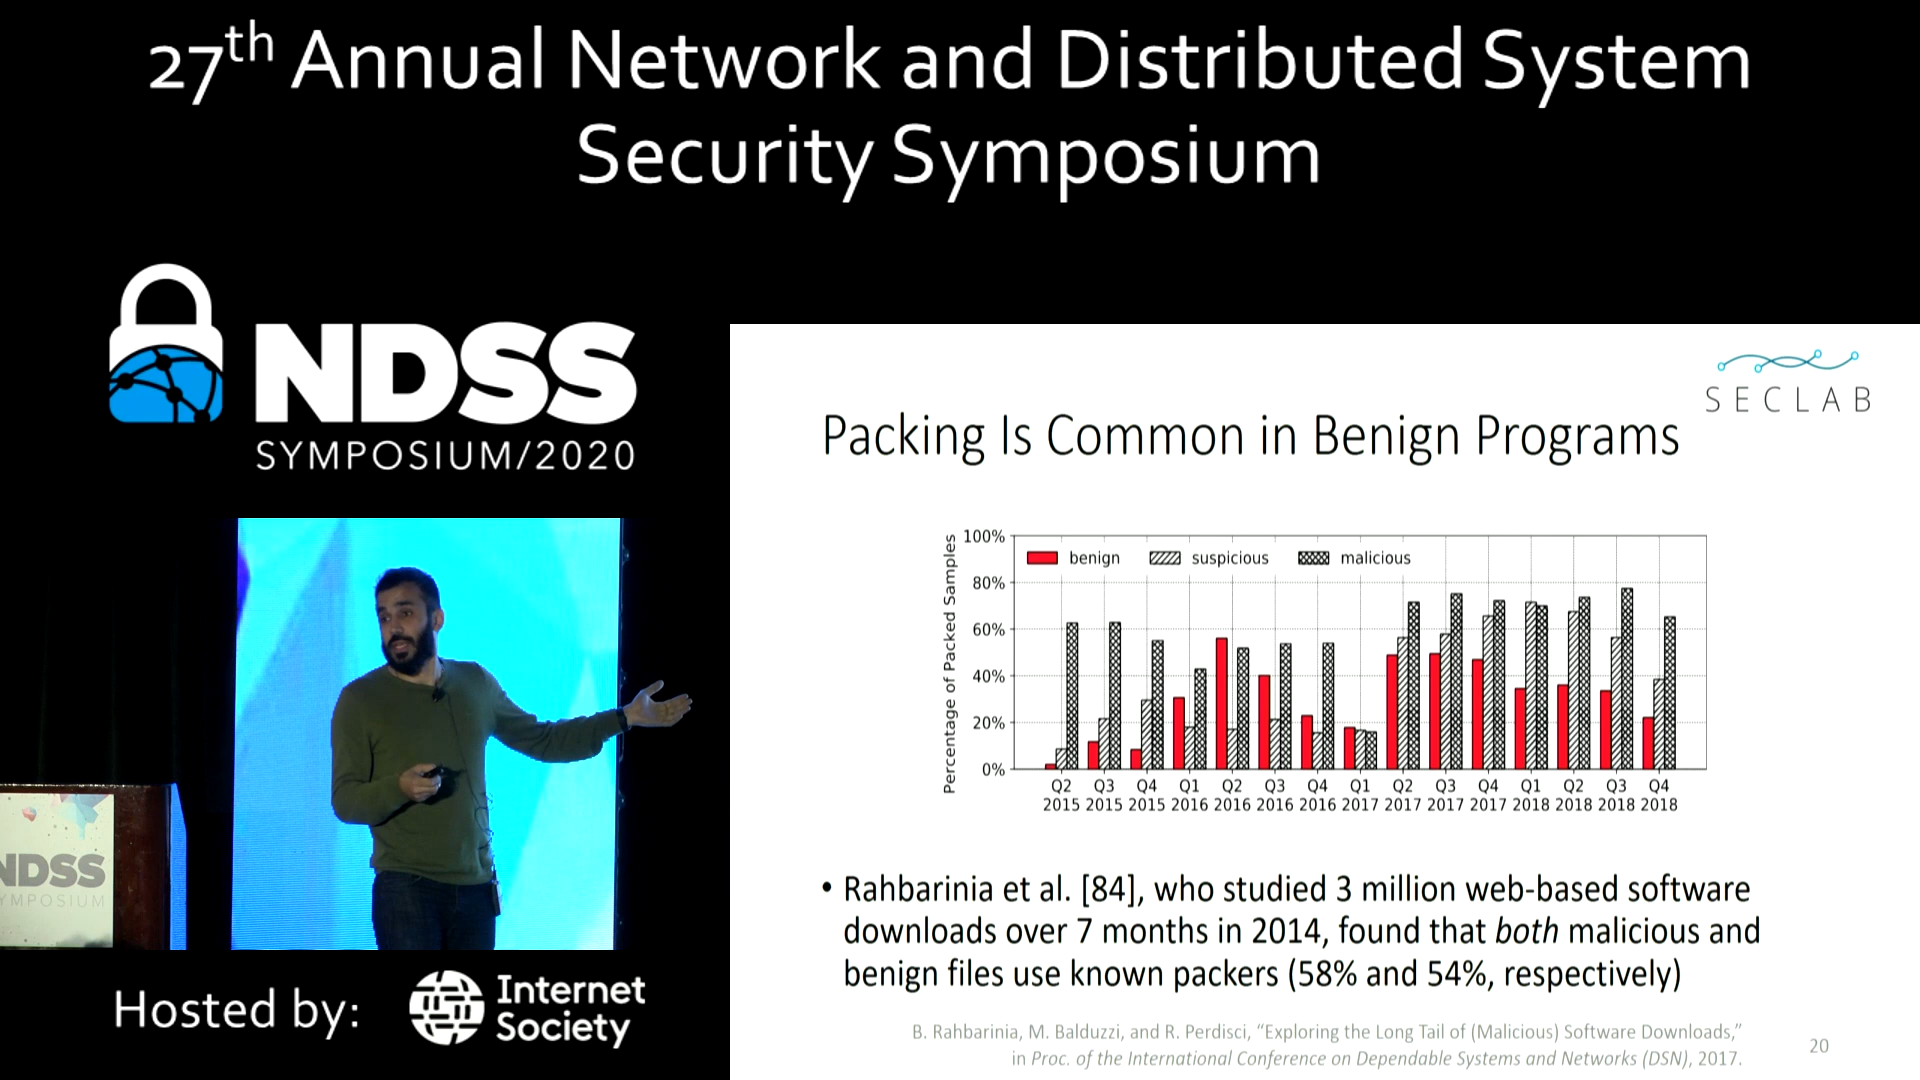 27th Annual Network and Distributed System
Security Symposium
NDSS
SYMPOSIUM/2020
SECLAB
Packing Is Common in Benign Programs
Percentage of Packed Samples
100%
80%
60%
40%
20%
0%
benign suspicious malicious
Q2 Q3 Q4 Q1 Q2 Q3 Q4 Q1 Q2 Q3 Q4 Q1 Q2 Q3 Q4
2015 2015 2015 2016 2016 2016 2016 2017 2017 2017 2017 2018 2018 2018 2018
• Rahbarinia et al. [84], who studied 3 million web-based software
downloads over 7 months in 2014, found that both malicious and
benign files use known packers (58% and 54%, respectively)
B. Rahbarinia, M. Balduzzi, and R. Perdisci, “Exploring the Long Tail of (Malicious) Software Downloads,”
in Proc. of the International Conference on Dependable Systems and Networks (DSN), 2017.
20
NDSS
YMPOSIUM
Hosted by:
Internet
Society